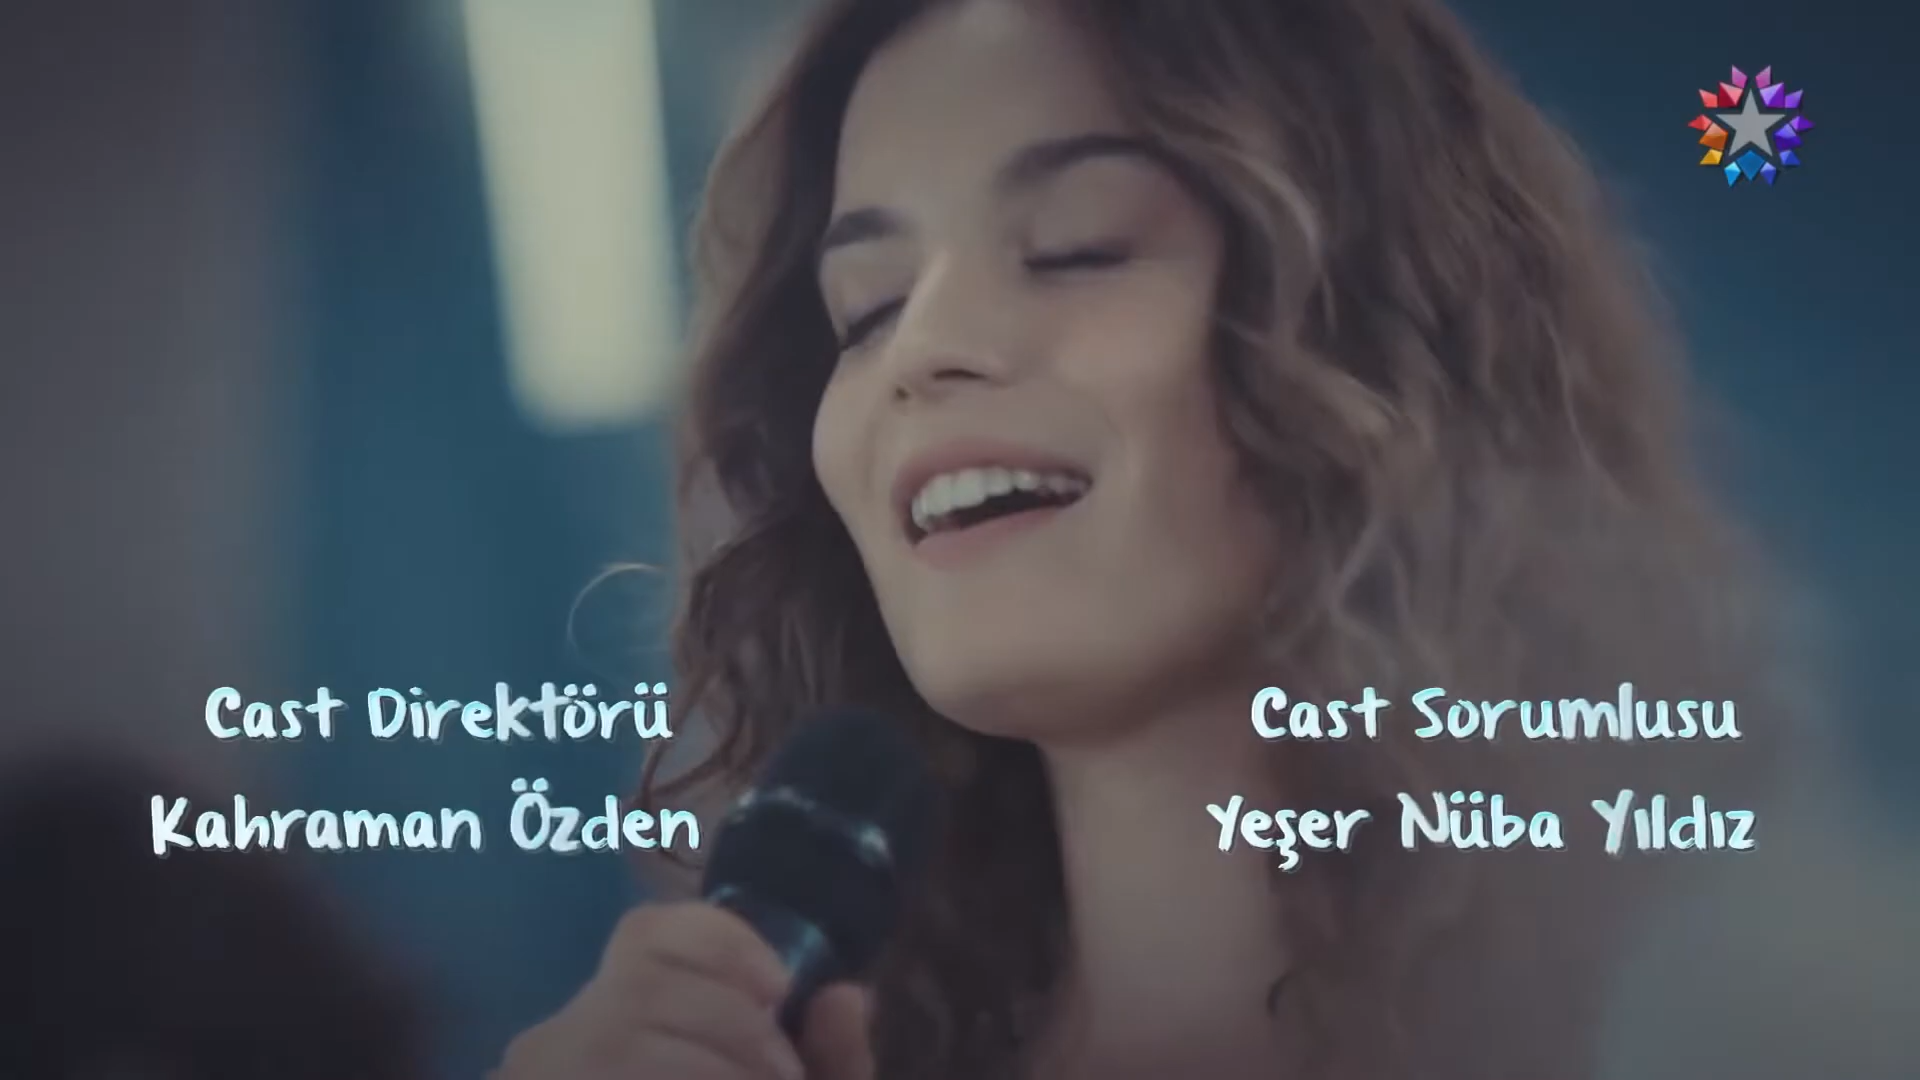 Cast Direktörü
Kahraman Özden
Cast Sorumlusu
Yeşer Nüba Yıldız